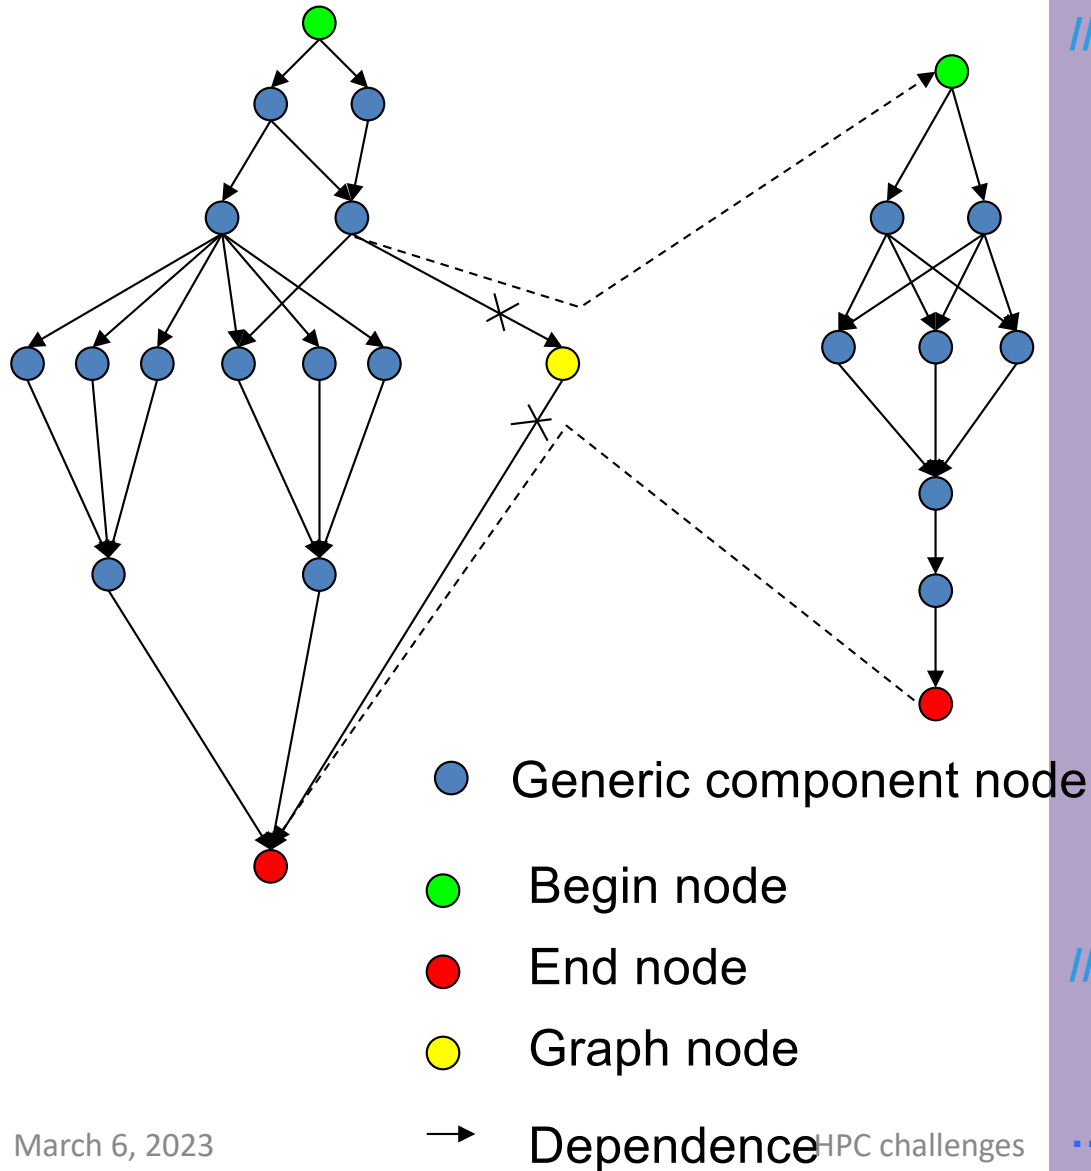 //
Generic component node
Begin node
End node
//
Graph node
Dependence
March 6, 2023
HPC challenges